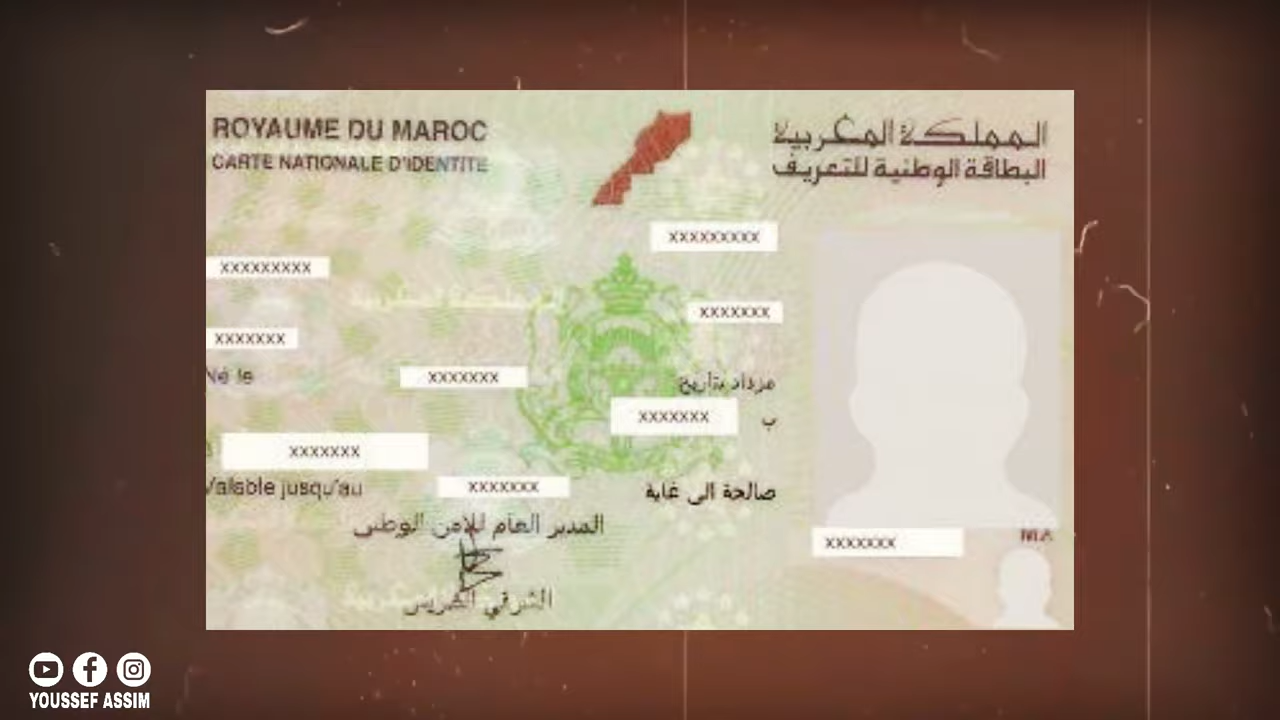 ROYAUME DU MAROC
CARTE NATIONALE D'IDENTITE
المملكة المغربية
البطاقة الوطنية للتعريف
XXXXXXXXX
XXXXXXXXX
XXXXXXX
XXXXXXX
Né le
XXXXXXX
مزداد بتاريخ
XXXXXXX
ب
XXXXXXX
Valable jusqu'au
XXXXXXX
صالحة الى غاية
المدير العام للامن الوطني
الشرقي الضريس
XXXXXXX
MA
YOUSSEF ASSIM